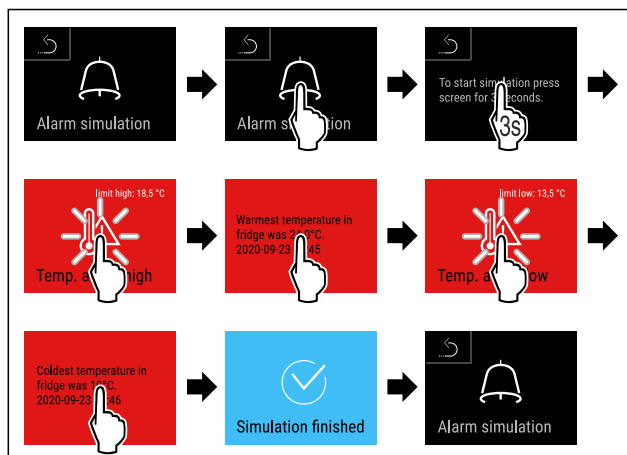 Alarm simulation
Alarm
To start simulation press
screen for 3 seconds.
3s
limit high: 18,5 °C
Temp. high
Warmest temperature in
fridge was °C.
2020-09-23 :45
limit low: 13,5 °C
Temp.
Coldest temperature in
fridge was °C.
2020-09-23 :46
Simulation finished
Alarm simulation